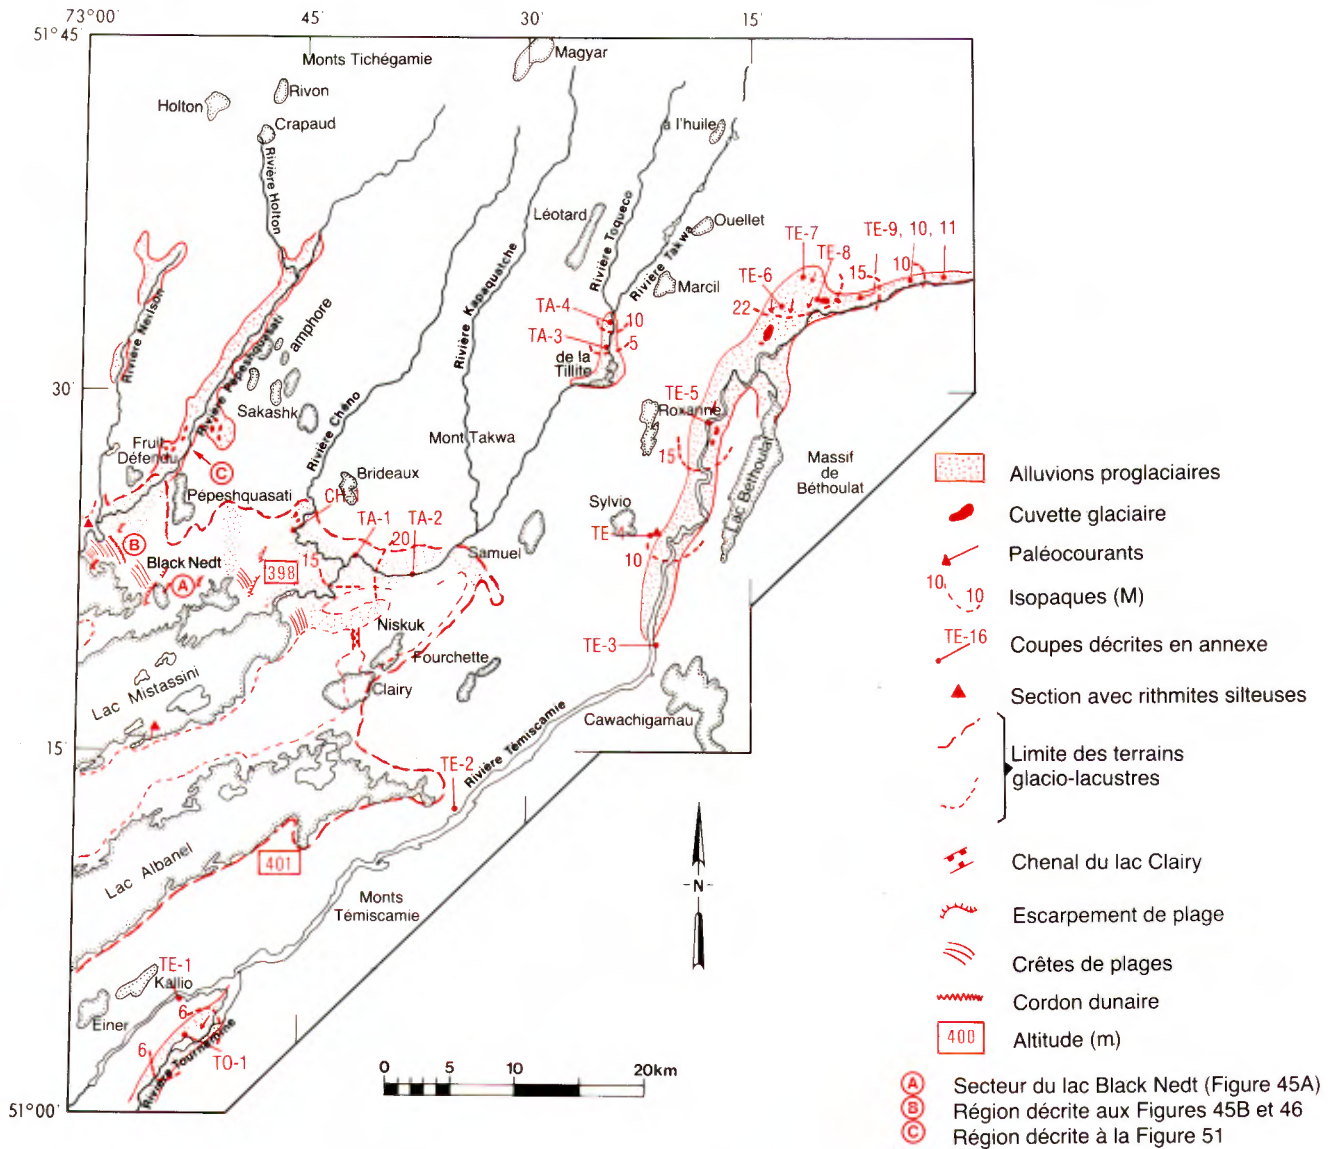 73°00'
45'
30'
15'
51°45'
Monts Tichégamie
Magyar
Holton
Rivon
Crapaud
à l'huile
Rivière Holton
Léotard
Rivière Toqueco
Ouellet
Rivière Takwa
Marcil
TE-7
TE-8
TE-9, 10, 11
TE-6
15
10
22
Rivière Neilson
Rivière Pépeshquasati
amphore
Rivière Kapaquatche
TA-4
10
TA-3
5
de la
Tillite
30'
Sakashk
Rivière Chéno
Mont Takwa
TE-5
Roxanne
15
Lac Béthoulat
Massif
de
Béthoulat
Fruit
Défendu
C
Pépeshquasati
Brideaux
CH
TA-1
TA-2
20
Sylvio
TE
10
Samuel
B
Black Nedt
A
398
15
Niskuk
Fourchette
Clairy
TE-3
Lac Mistassini
Cawachigamau
15'
TE-2
Rivière Témiscamie
Lac Albanel
401
Monts
Témiscamie
N
TE-1
Kallio
Einer
6
6
TO-1
Rivière Tournemine
51°00'
0
5
10
20km
Alluvions proglaciaires
Cuvette glaciaire
Paléocourants
10
10
Isopaques (M)
TE-16
Coupes décrites en annexe
Section avec rithmites silteuses
Limite des terrains
glacio-lacustres
Chenal du lac Clairy
Escarpement de plage
Crêtes de plages
Cordon dunaire
400
Altitude (m)
A Secteur du lac Black Nedt (Figure 45A)
B Région décrite aux Figures 45B et 46
C Région décrite à la Figure 51